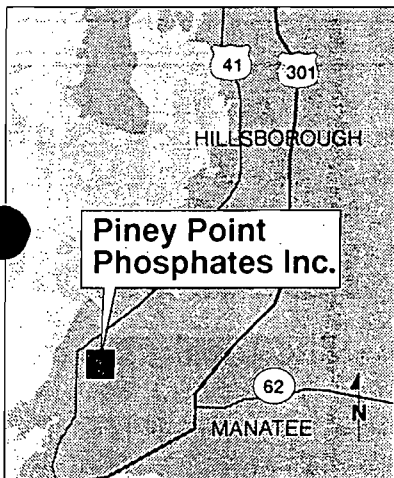 41
301
HILLSBOROUGH
Piney Point
Phosphates Inc.
62
N
MANATEE